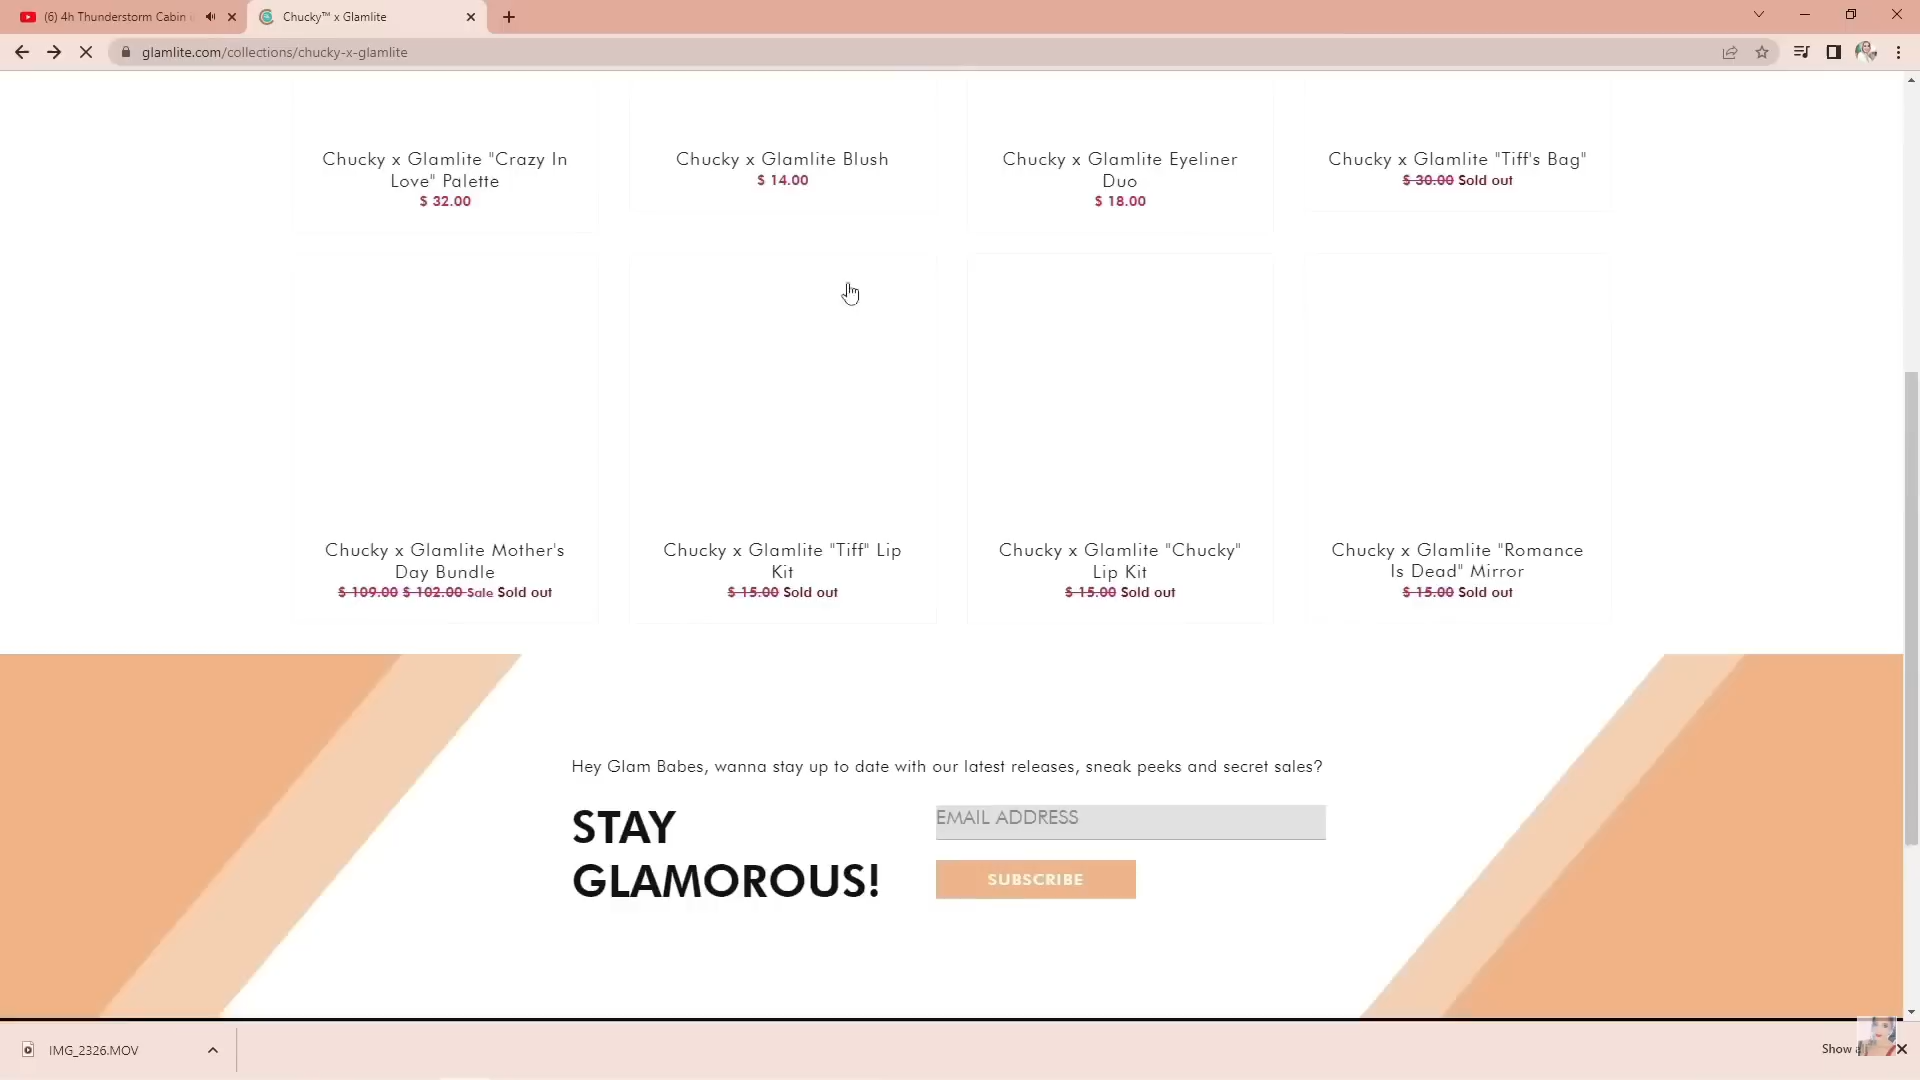 (6) 4h Thunderstorm Cabin
Chucky™ x Glamlite
glamlite.com/collections/chucky-x-glamlite
Chucky x Glamlite "Crazy In
Love" Palette
$ 32.00
Chucky x Glamlite Blush
$ 14.00
Chucky x Glamlite Eyeliner
Duo
$ 18.00
Chucky x Glamlite "Tiff's Bag"
$ 30.00 Sold out
Chucky x Glamlite Mother's
Day Bundle
$ 109.00 $ 102.00 Sale Sold out
Chucky x Glamlite "Tiff" Lip
Kit
$ 15.00 Sold out
Chucky x Glamlite "Chucky"
Lip Kit
$ 15.00 Sold out
Chucky x Glamlite "Romance
Is Dead" Mirror
$ 15.00 Sold out
Hey Glam Babes, wanna stay up to date with our latest releases, sneak peeks and secret sales?
STAY
GLAMOROUS!
EMAIL ADDRESS
SUBSCRIBE
IMG_2326.MOV
Show